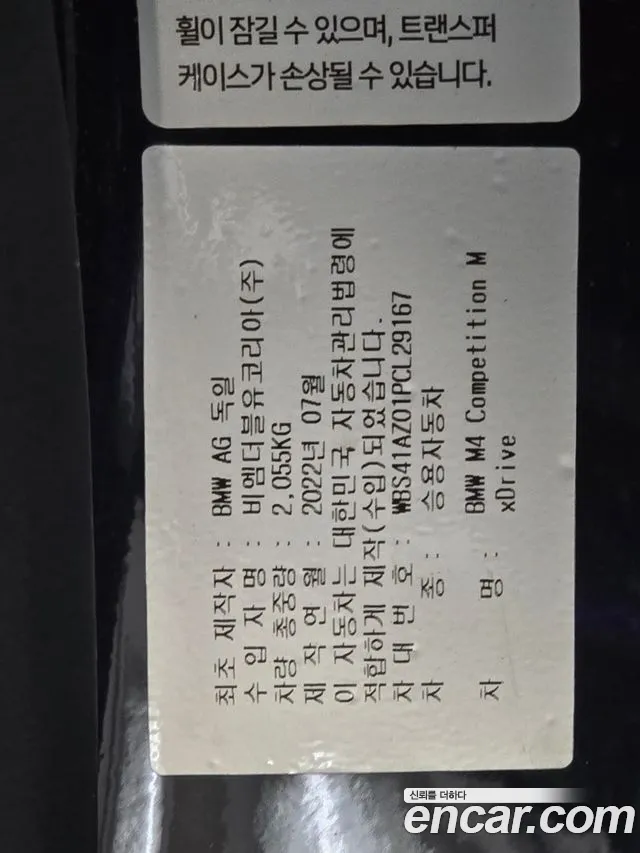 휠이 잠길 수 있으며, 트랜스퍼
케이스가 손상될 수 있습니다.
최초 제작자 : BMW AG 독일
수 입 자 명 : 비엠더블유코리아(주)
차량 총중량 : 2,055KG
제 작 연 월 : 2022년 07월
이 자동차는 대한민국 자동차관리법령에
적합하게 제작(수입)되었습니다.
차 대 번 호 : WBS41AZ01PCL29167
차 종 : 승용자동차
차 명 : BMW M4 Competition M
xDrive
신뢰를 더하다
encar.com